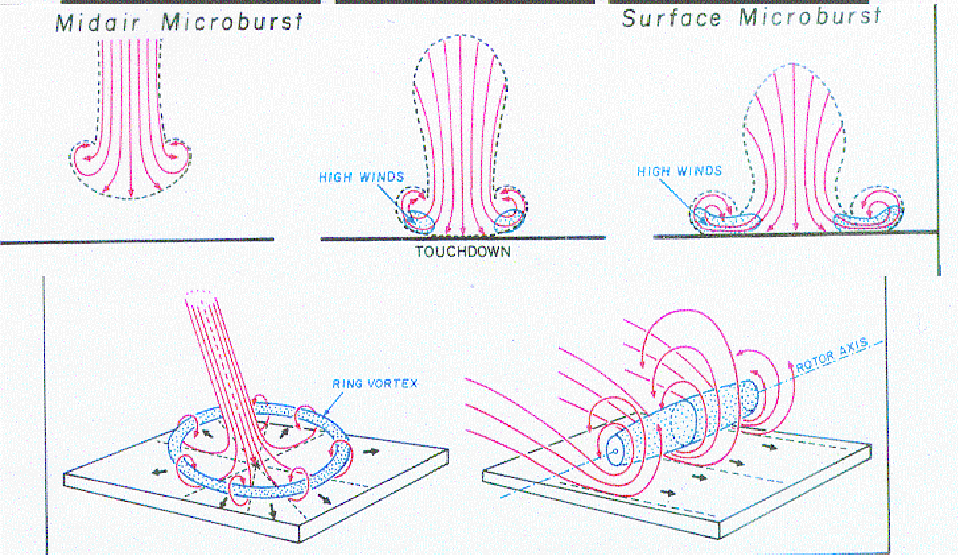 Midair Microburst
Surface Microburst
HIGH WINDS
HIGH WINDS
TOUCHDOWN
RING VORTEX
ROTOR AXIS